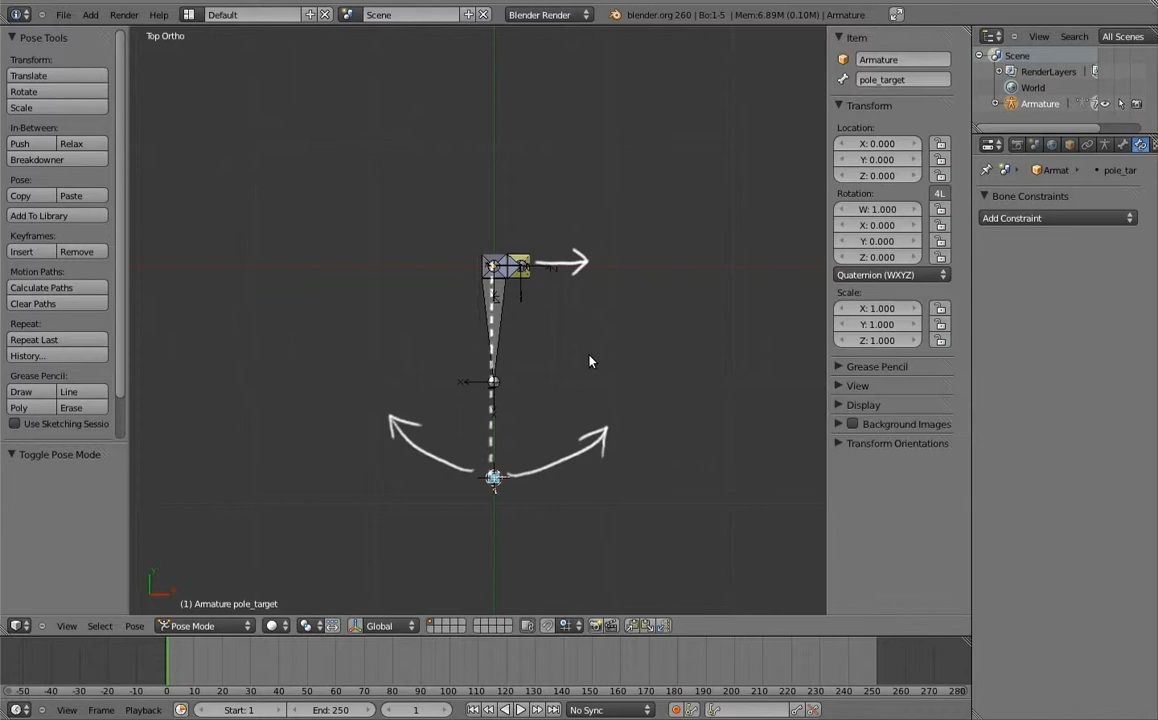 File Add Render Help Default Scene Blender Render blender.org 260 | Bo:1-5 | Mem:6.89M (0.10M) | Armature
Pose Tools
Transform:
Translate
Rotate
Scale
In-Between:
Push Relax
Breakdowner
Pose:
Copy Paste
Add To Library
Keyframes:
Insert Remove
Motion Paths:
Calculate Paths
Clear Paths
Repeat:
Repeat Last
History...
Grease Pencil:
Draw Line
Poly Erase
Use Sketching Sessio
Toggle Pose Mode
Top Ortho
(1) Armature pole_target
Item
Armature
pole_target
Transform
Location:
X: 0.000
Y: 0.000
Z: 0.000
Rotation:
4L
W: 1.000
X: 0.000
Y: 0.000
Z: 0.000
Quaternion (WXYZ)
Scale:
X: 1.000
Y: 1.000
Z: 1.000
Grease Pencil
View
Display
Background Images
Transform Orientations
View Search All Scenes
Scene
RenderLayers
World
Armature
Armat pole_tar
Bone Constraints
Add Constraint
View Select Pose Pose Mode Global
-50 -40 -30 -20 -10 0 10 20 30 40 50 60 70 80 90 100 110 120 130 140 150 160 170 180 190 200 210 220 230 240 250 260 270 280
View Frame Playback Start: 1 End: 250 1 No Sync